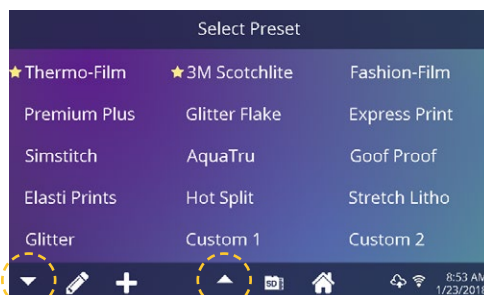 Select Preset
Thermo-Film 3M Scotchlite Fashion-Film
Premium Plus Glitter Flake Express Print
Simstitch AquaTru Goof Proof
Elasti Prints Hot Split Stretch Litho
Glitter Custom 1 Custom 2
SD 8:53 AM
1/23/2018